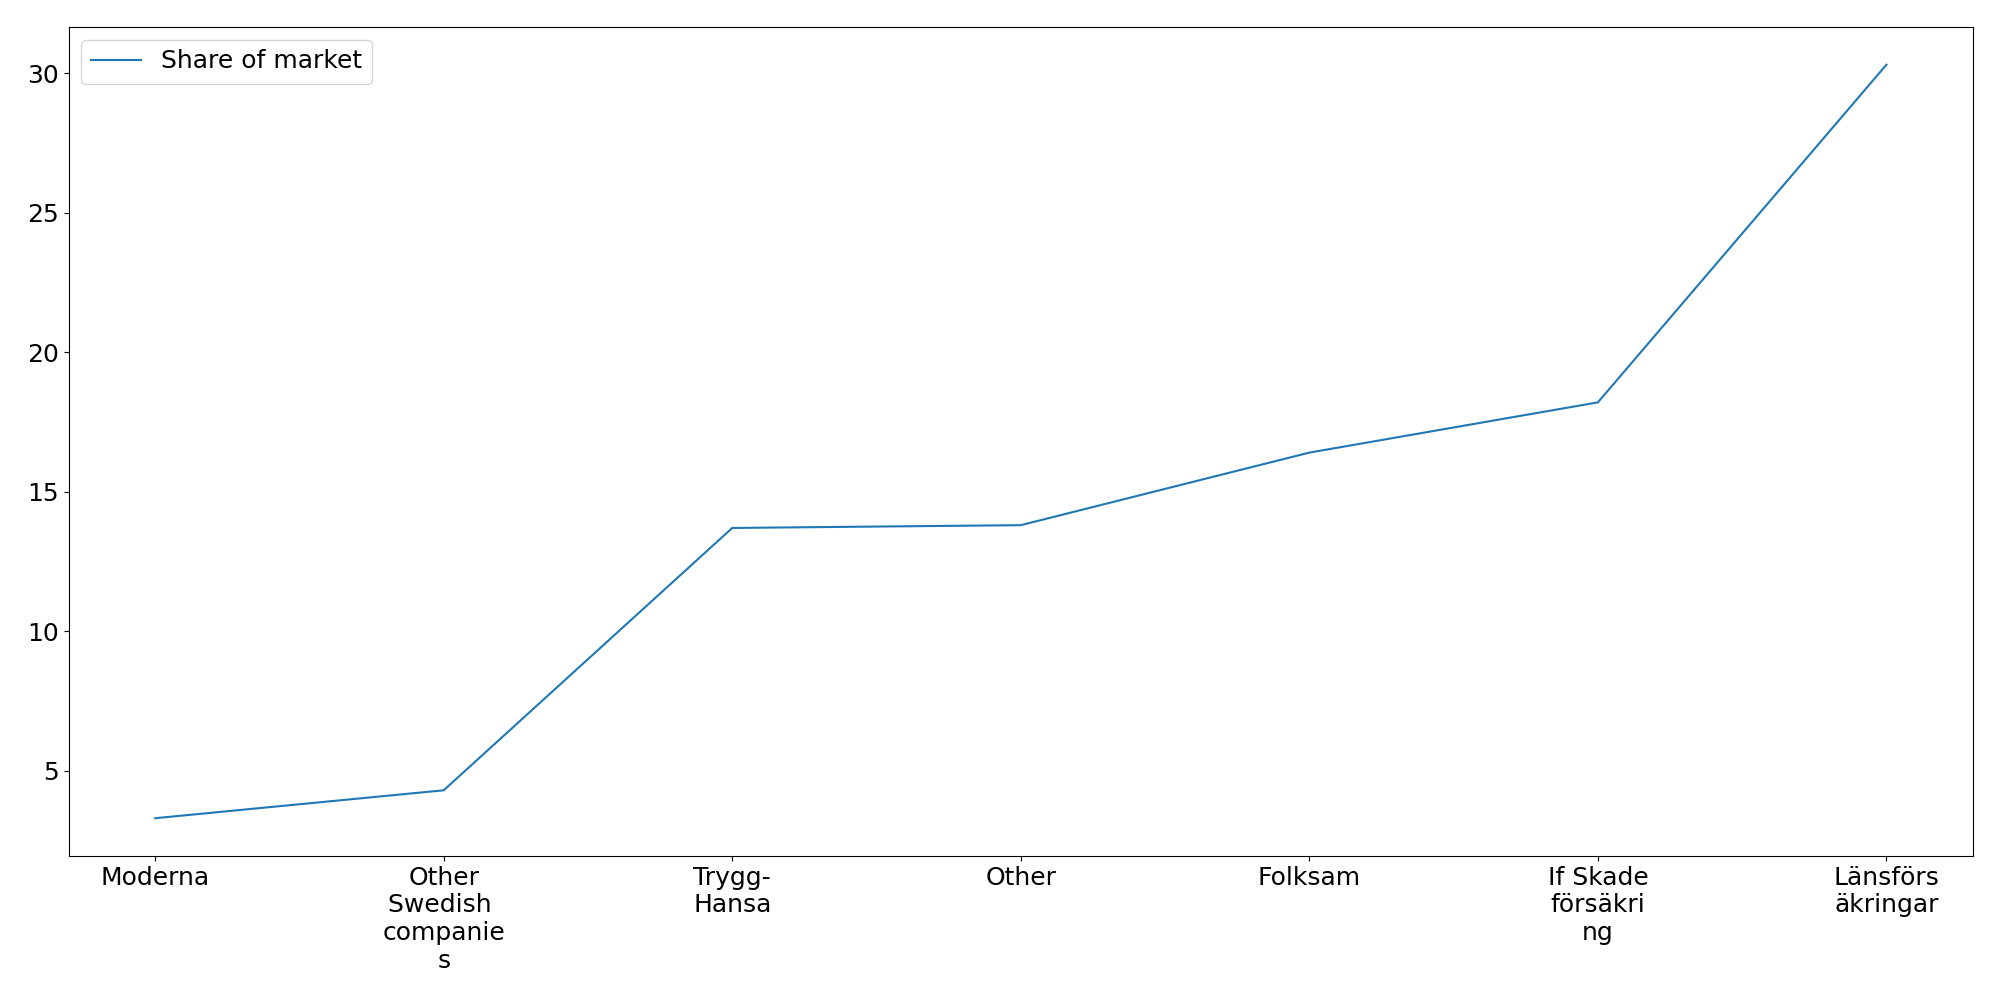 Share of market
30
25
20
15
10
5
Moderna
Other
Swedish
companie
s
Trygg-
Hansa
Other
Folksam
If Skade
försäkri
ng
Länsförs
äkringar